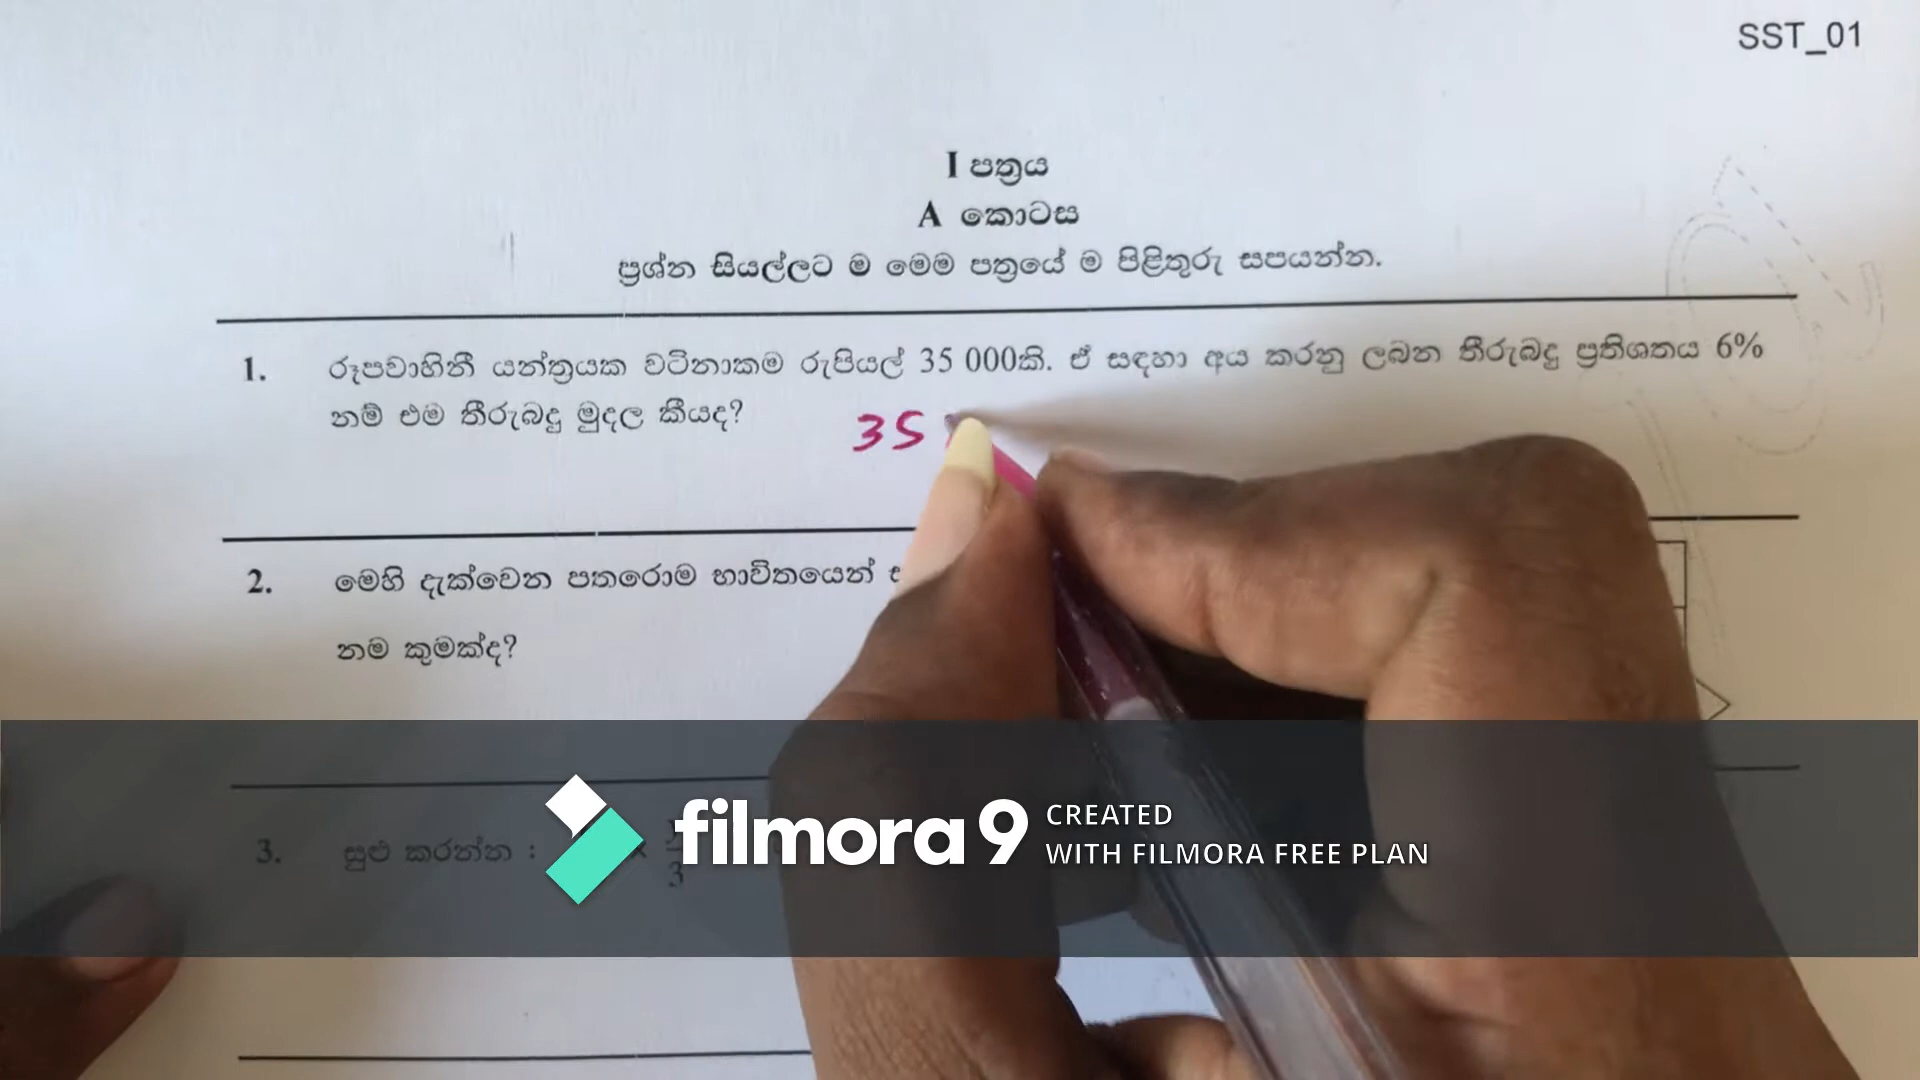 SST_01
I පත්‍රය
A කොටස
ප්‍රශ්න සියල්ලට ම මෙම පත්‍රයේ ම පිළිතුරු සපයන්න.
1. රූපවාහිනී යන්ත්‍රයක වටිනාකම රුපියල් 35 000කි. ඒ සඳහා අය කරනු ලබන තීරුබදු ප්‍රතිශතය 6%
නම් එම තීරුබදු මුදල කීයද?
35
2. මෙහි දැක්වෙන පතරොම භාවිතයෙන්
නම කුමක්ද?
3. සුළු කරන්න :
3
filmora9
CREATED
WITH FILMORA FREE PLAN